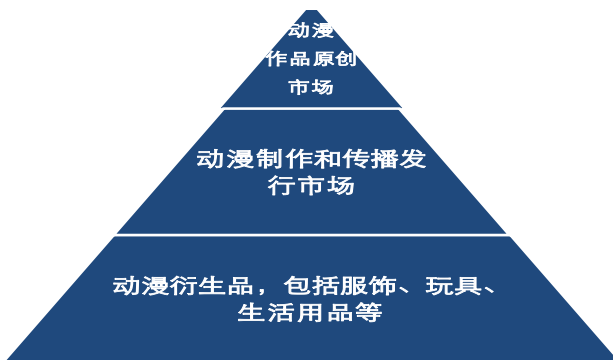 动漫
作品原创
市场
动漫制作和传播发
行市场
动漫衍生品，包括服饰、玩具、
生活用品等